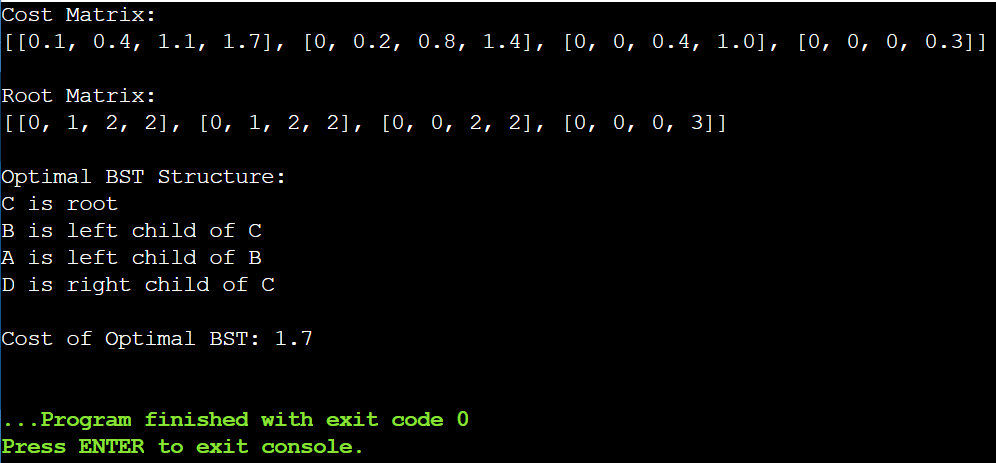 Cost Matrix:
[[0.1, 0.4, 1.1, 1.7], [0, 0.2, 0.8, 1.4], [0, 0, 0.4, 1.0], [0, 0, 0, 0.3]]
Root Matrix:
[[0, 1, 2, 2], [0, 1, 2, 2], [0, 0, 2, 2], [0, 0, 0, 3]]
Optimal BST Structure:
C is root
B is left child of C
A is left child of B
D is right child of C
Cost of Optimal BST: 1.7
...Program finished with exit code 0
Press ENTER to exit console.